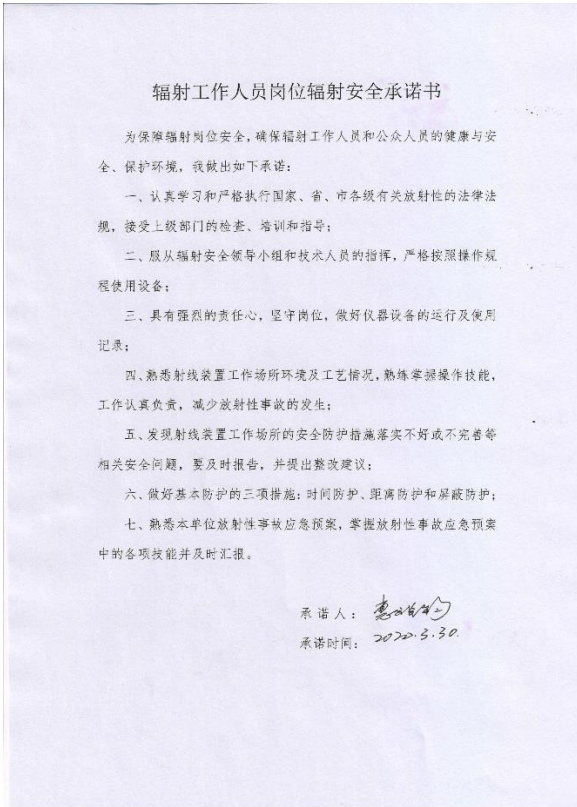 辐射工作人员岗位辐射安全承诺书
为保障辐射岗位安全，确保辐射工作人员和公众人员的健康与安
全、保护环境，我做出如下承诺：
一、认真学习和严格执行国家、省、市各级有关放射性的法律法
规，接受上级部门的检查、培训和指导；
二、服从辐射安全领导小组和技术人员的指挥，严格按照操作规
程使用设备；
三、具有强烈的责任心，坚守岗位，做好仪器设备的运行及使用
记录；
四、熟悉射线装置工作场所环境及工艺情况，熟练掌握操作技能，
工作认真负责，减少放射性事故的发生；
五、发现射线装置工作场所的安全防护措施落实不好或不完善等
相关安全问题，要及时报告，并提出整改建议；
六、做好基本防护的三项措施：时间防护、距离防护和屏蔽防护；
七、熟悉本单位放射性事故应急预案，掌握放射性事故应急预案
中的各项技能并及时汇报。
承诺人：
承诺时间：2022.3.30.